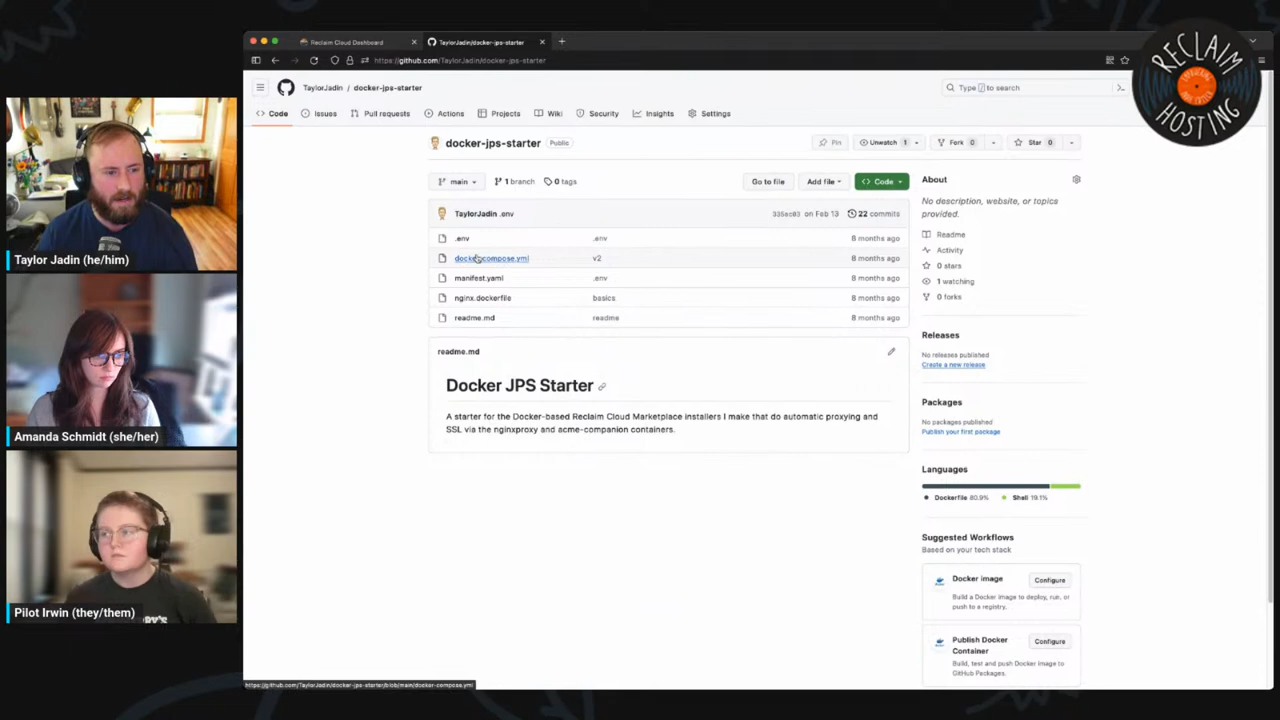 Reclaim Cloud Dashboard
TaylorJadin/docker-jps-starter
https://github.com/TaylorJadin/docker-jps-starter
TaylorJadin / docker-jps-starter
Type / to search
Code
Issues
Pull requests
Actions
Projects
Wiki
Security
Insights
Settings
RECLAIM
HOSTING
docker-jps-starter
Public
Pin
Unwatch 1
Fork 0
Star 0
main
1 branch
0 tags
Go to file
Add file
Code
TaylorJadin .env
335ac03 on Feb 13
22 commits
.env
.env
8 months ago
docker-compose.yml
v2
8 months ago
manifest.yaml
.env
8 months ago
nginx.dockerfile
basics
8 months ago
readme.md
readme
8 months ago
readme.md
Docker JPS Starter
A starter for the Docker-based Reclaim Cloud Marketplace installers I make that do automatic proxying and
SSL via the nginxproxy and acme-companion containers.
About
No description, website, or topics
provided.
Readme
Activity
0 stars
1 watching
0 forks
Releases
No releases published
Create a new release
Packages
No packages published
Publish your first package
Languages
Dockerfile 80.9%
Shell 19.1%
Suggested Workflows
Based on your tech stack
Docker image
Configure
Build a Docker image to deploy, run, or
push to a registry.
Publish Docker
Container
Configure
Build, test and push Docker image to
GitHub Packages.
https://github.com/TaylorJadin/docker-jps-starter/blob/main/docker-compose.yml
Taylor Jadin (he/him)
Amanda Schmidt (she/her)
Pilot Irwin (they/them)